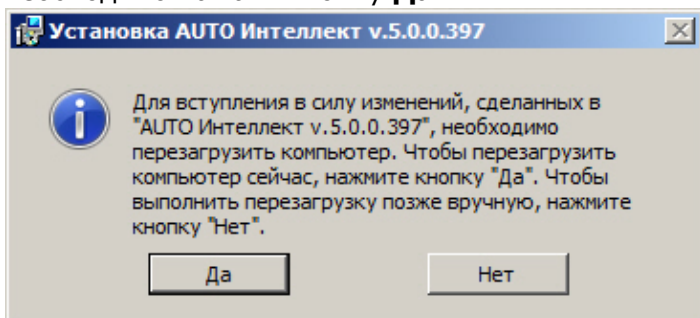 Установка AUTO Интеллект v.5.0.0.397
Для вступления в силу изменений, сделанных в
"AUTO Интеллект v.5.0.0.397", необходимо
перезагрузить компьютер. Чтобы перезагрузить
компьютер сейчас, нажмите кнопку "Да". Чтобы
выполнить перезагрузку позже вручную, нажмите
кнопку "Нет".
Да Нет